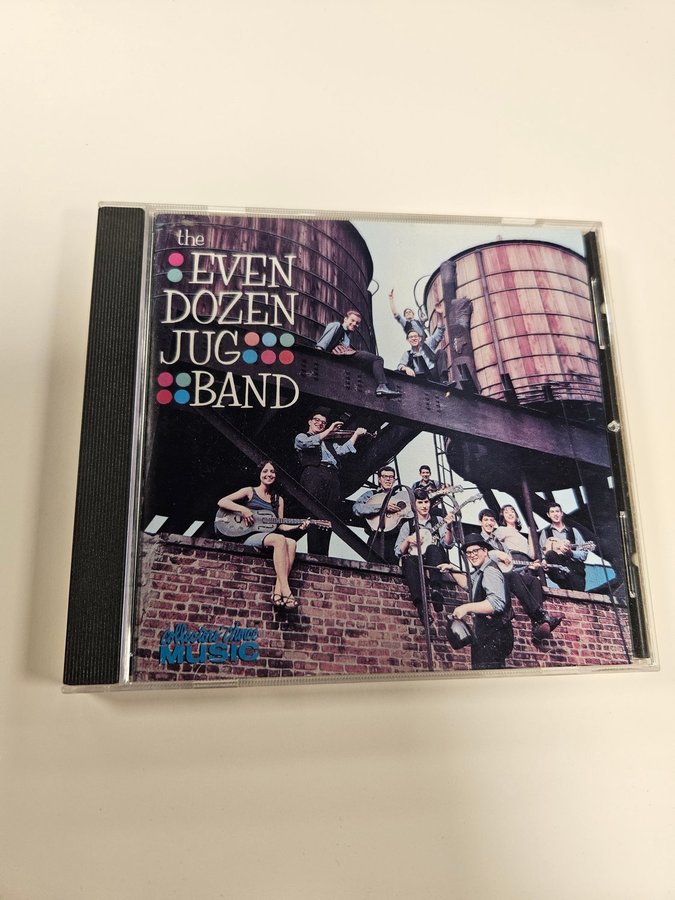 the
EVEN
DOZEN
JUG
BAND
collectors' choice
MUSIC